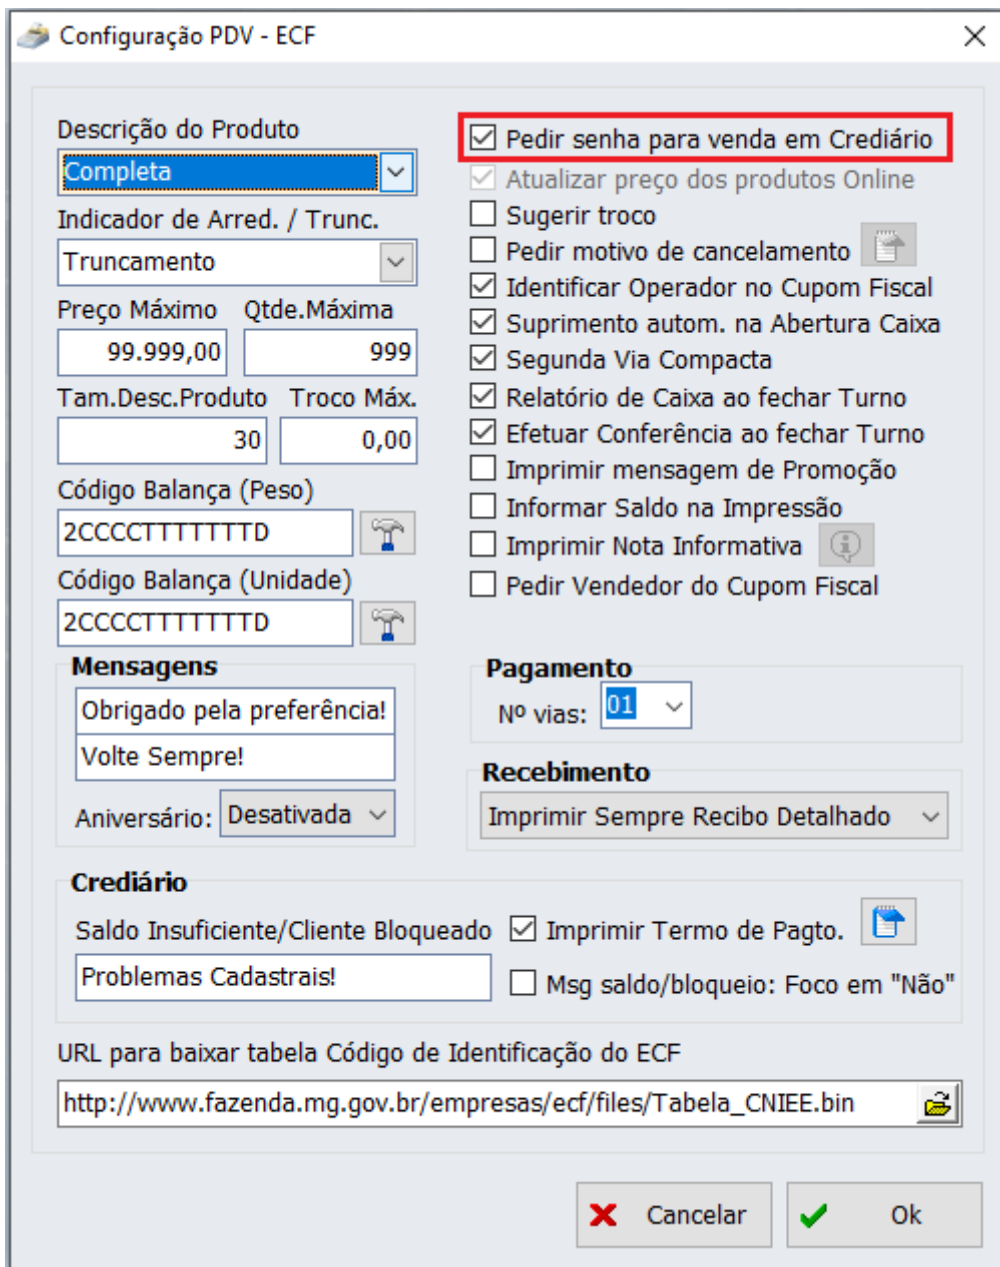 Configuração PDV - ECF
Descrição do Produto
Completa
Indicador de Arred. / Trunc.
Truncamento
Preço Máximo Qtde.Máxima
99.999,00 999
Tam.Desc.Produto Troco Máx.
30 0,00
Código Balança (Peso)
2CCCCTTTTTTTD
Código Balança (Unidade)
2CCCCTTTTTTTD
Pedir senha para venda em Crediário
Atualizar preço dos produtos Online
Sugerir troco
Pedir motivo de cancelamento
Identificar Operador no Cupom Fiscal
Suprimento autom. na Abertura Caixa
Segunda Via Compacta
Relatório de Caixa ao fechar Turno
Efetuar Conferência ao fechar Turno
Imprimir mensagem de Promoção
Informar Saldo na Impressão
Imprimir Nota Informativa
Pedir Vendedor do Cupom Fiscal
Mensagens
Obrigado pela preferência!
Volte Sempre!
Aniversário: Desativada
Pagamento
Nº vias: 01
Recebimento
Imprimir Sempre Recibo Detalhado
Crediário
Saldo Insuficiente/Cliente Bloqueado
Problemas Cadastrais!
Imprimir Termo de Pagto.
Msg saldo/bloqueio: Foco em "Não"
URL para baixar tabela Código de Identificação do ECF
http://www.fazenda.mg.gov.br/empresas/ecf/files/Tabela_CNIEE.bin
Cancelar Ok